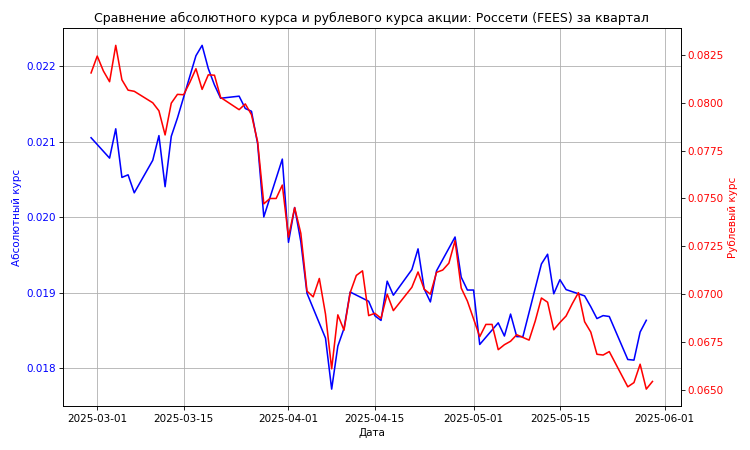 Сравнение абсолютного курса и рублевого курса акции: Россети (FEES) за квартал
0.022
0.021
0.020
0.019
0.018
Абсолютный курс
0.0825
0.0800
0.0775
0.0750
0.0725
0.0700
0.0675
0.0650
Рублевый курс
2025-03-01 2025-03-15 2025-04-01 2025-04-15 2025-05-01 2025-05-15 2025-06-01
Дата